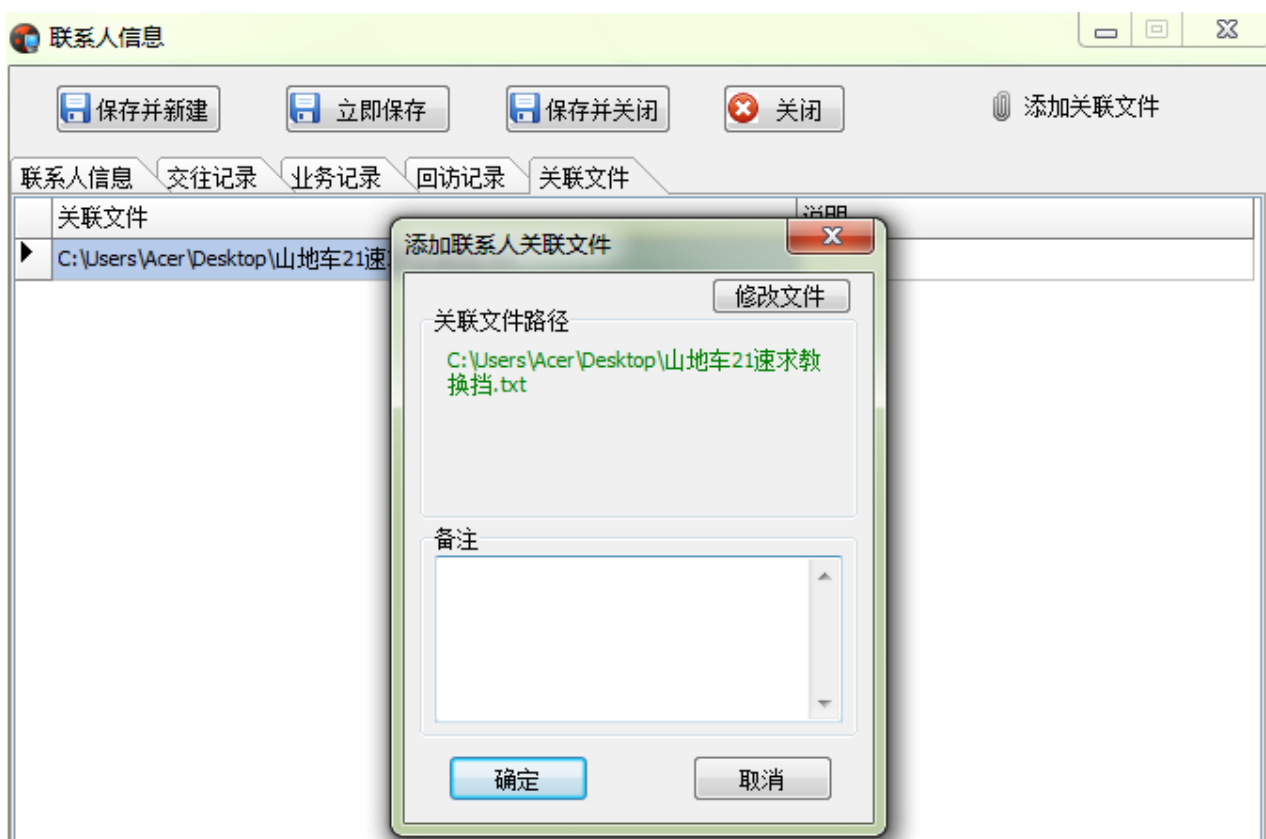 联系人信息
保存并新建 立即保存 保存并关闭 关闭 添加关联文件
联系人信息 交往记录 业务记录 回访记录 关联文件
关联文件 说明
C:\Users\Acer\Desktop\山地车21速
添加联系人关联文件
修改文件
关联文件路径
C:\Users\Acer\Desktop\山地车21速求教
换挡.txt
备注
确定 取消